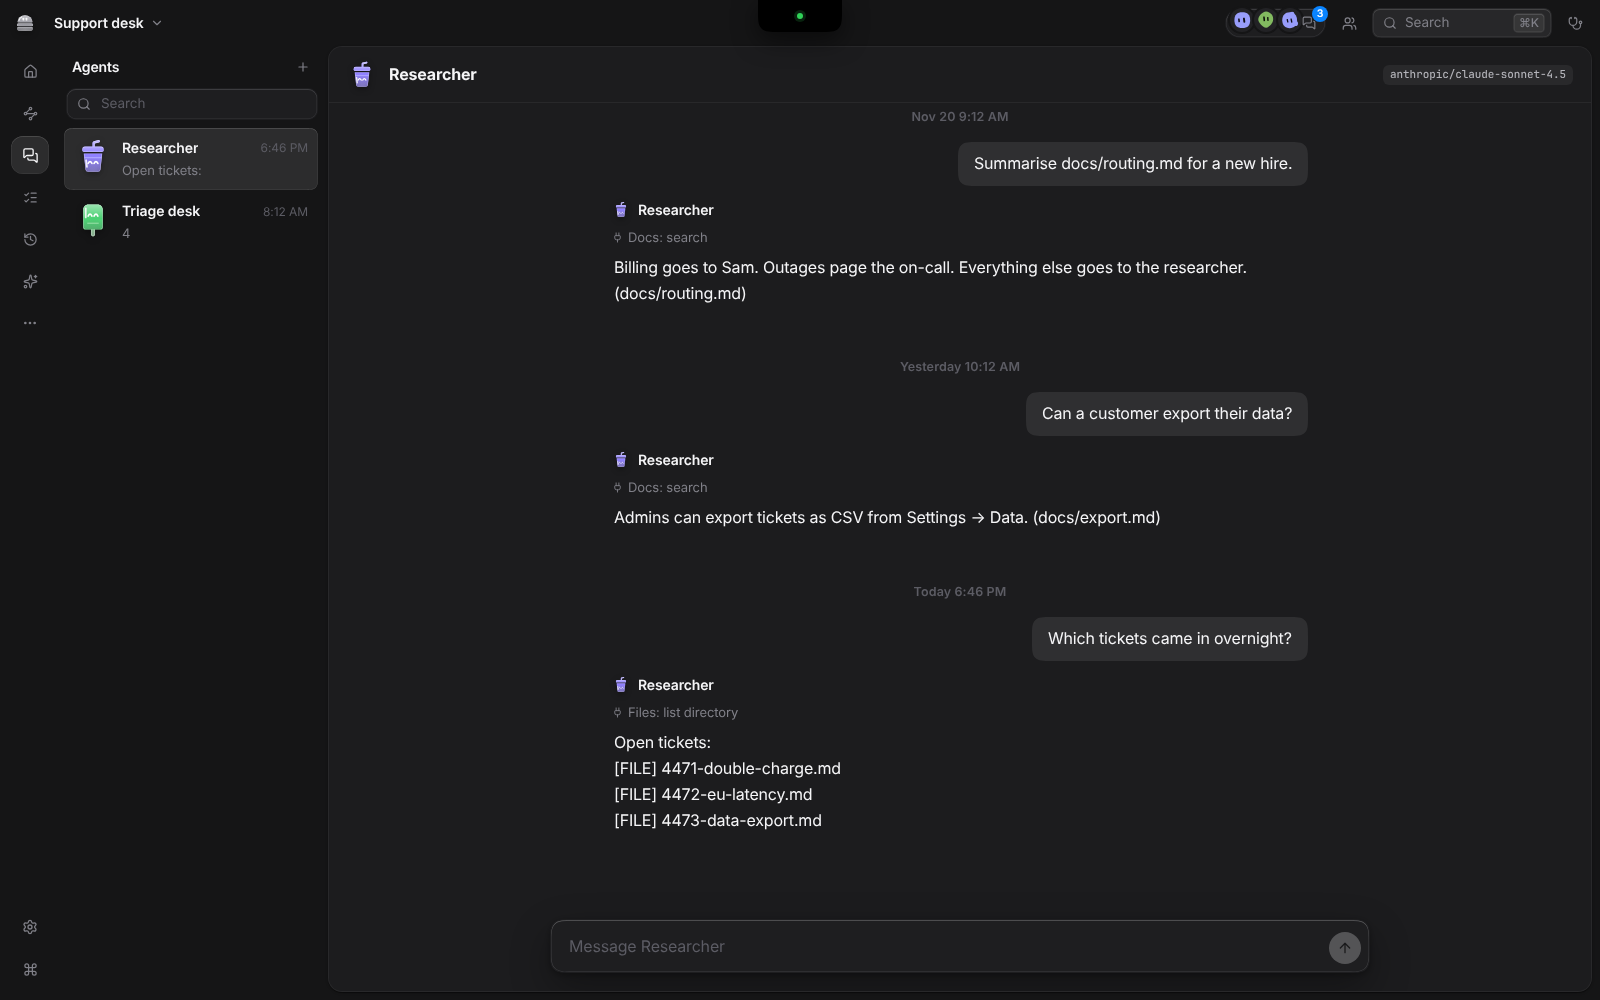 Support desk
3
Search
⌘K
Agents
Search
Researcher
6:46 PM
Open tickets:
Triage desk
8:12 AM
4
Researcher
anthropic/claude-sonnet-4.5
Nov 20 9:12 AM
Summarise docs/routing.md for a new hire.
Researcher
Docs: search
Billing goes to Sam. Outages page the on-call. Everything else goes to the researcher.
(docs/routing.md)
Yesterday 10:12 AM
Can a customer export their data?
Researcher
Docs: search
Admins can export tickets as CSV from Settings → Data. (docs/export.md)
Today 6:46 PM
Which tickets came in overnight?
Researcher
Files: list directory
Open tickets:
[FILE] 4471-double-charge.md
[FILE] 4472-eu-latency.md
[FILE] 4473-data-export.md
Message Researcher